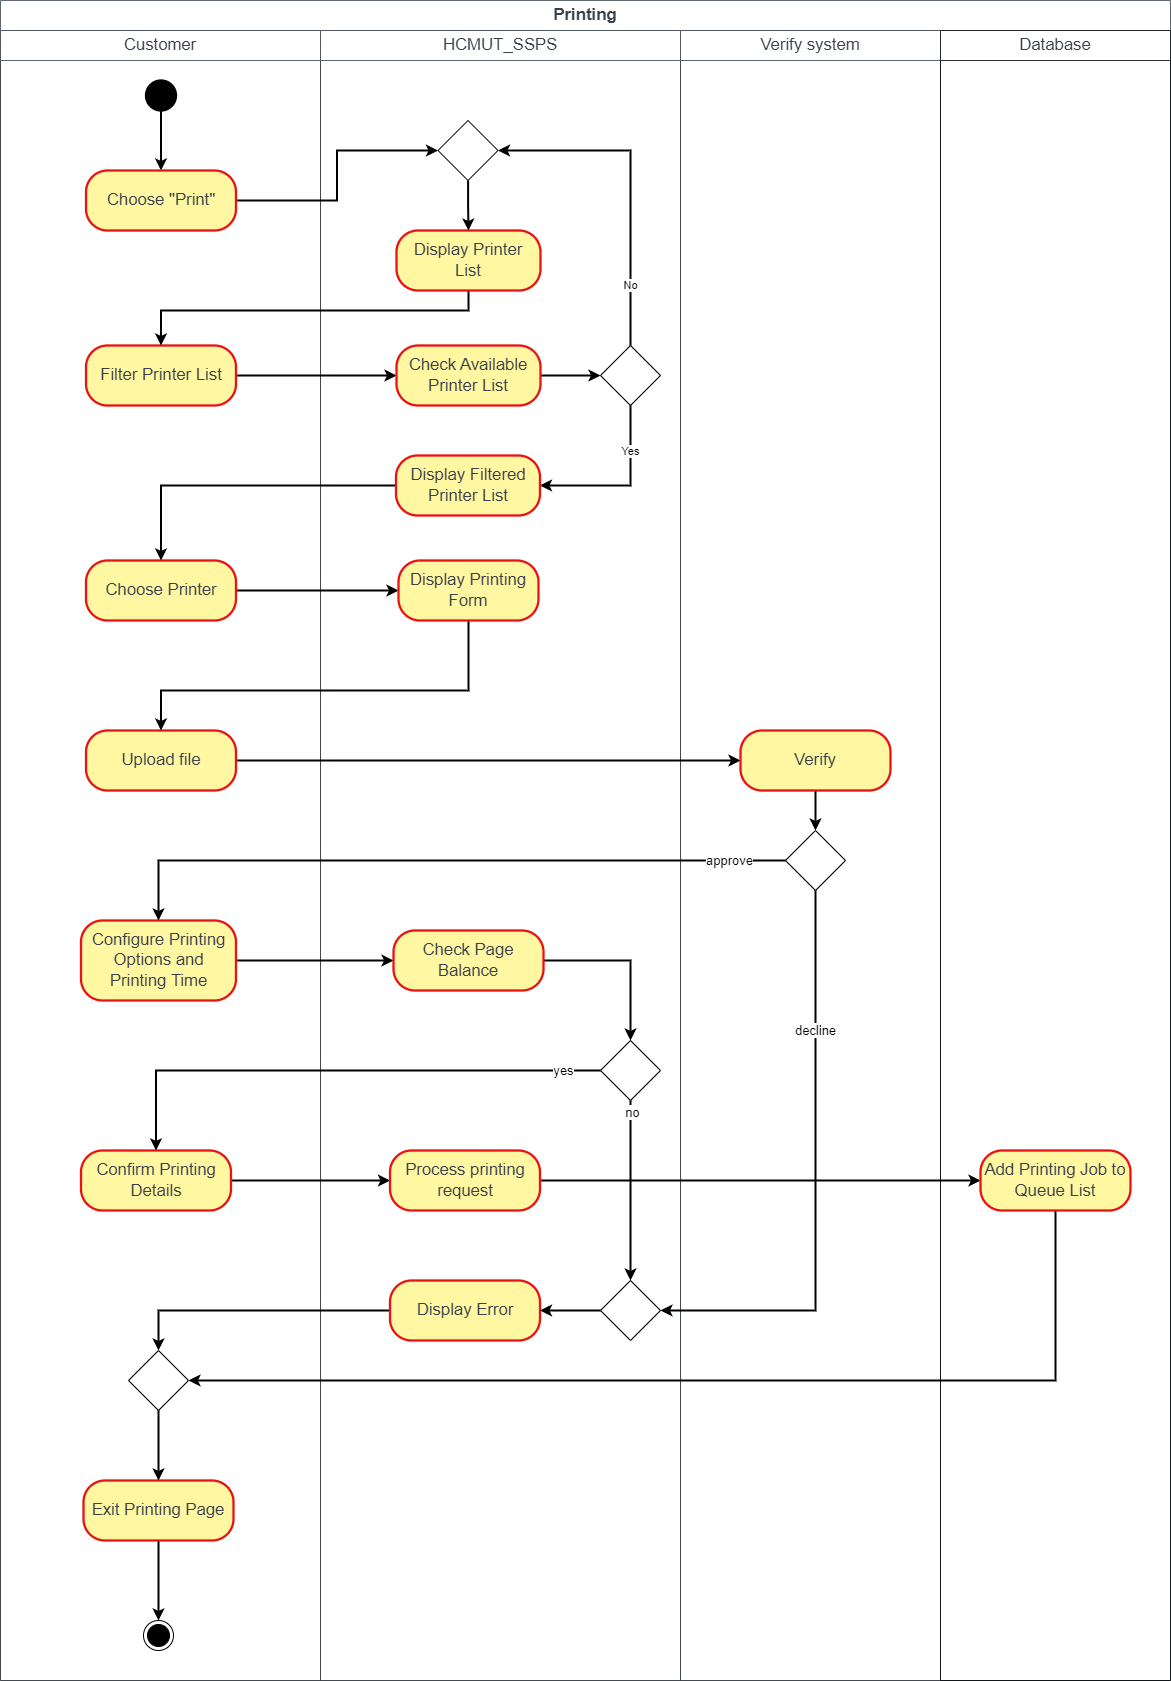 Printing
Customer
HCMUT_SSPS
Verify system
Database
Choose "Print"
Display Printer
List
No
Filter Printer List
Check Available
Printer List
Yes
Display Filtered
Printer List
Choose Printer
Display Printing
Form
Upload file
Verify
approve
Configure Printing
Options and
Printing Time
Check Page
Balance
decline
yes
no
Confirm Printing
Details
Process printing
request
Add Printing Job to
Queue List
Display Error
Exit Printing Page